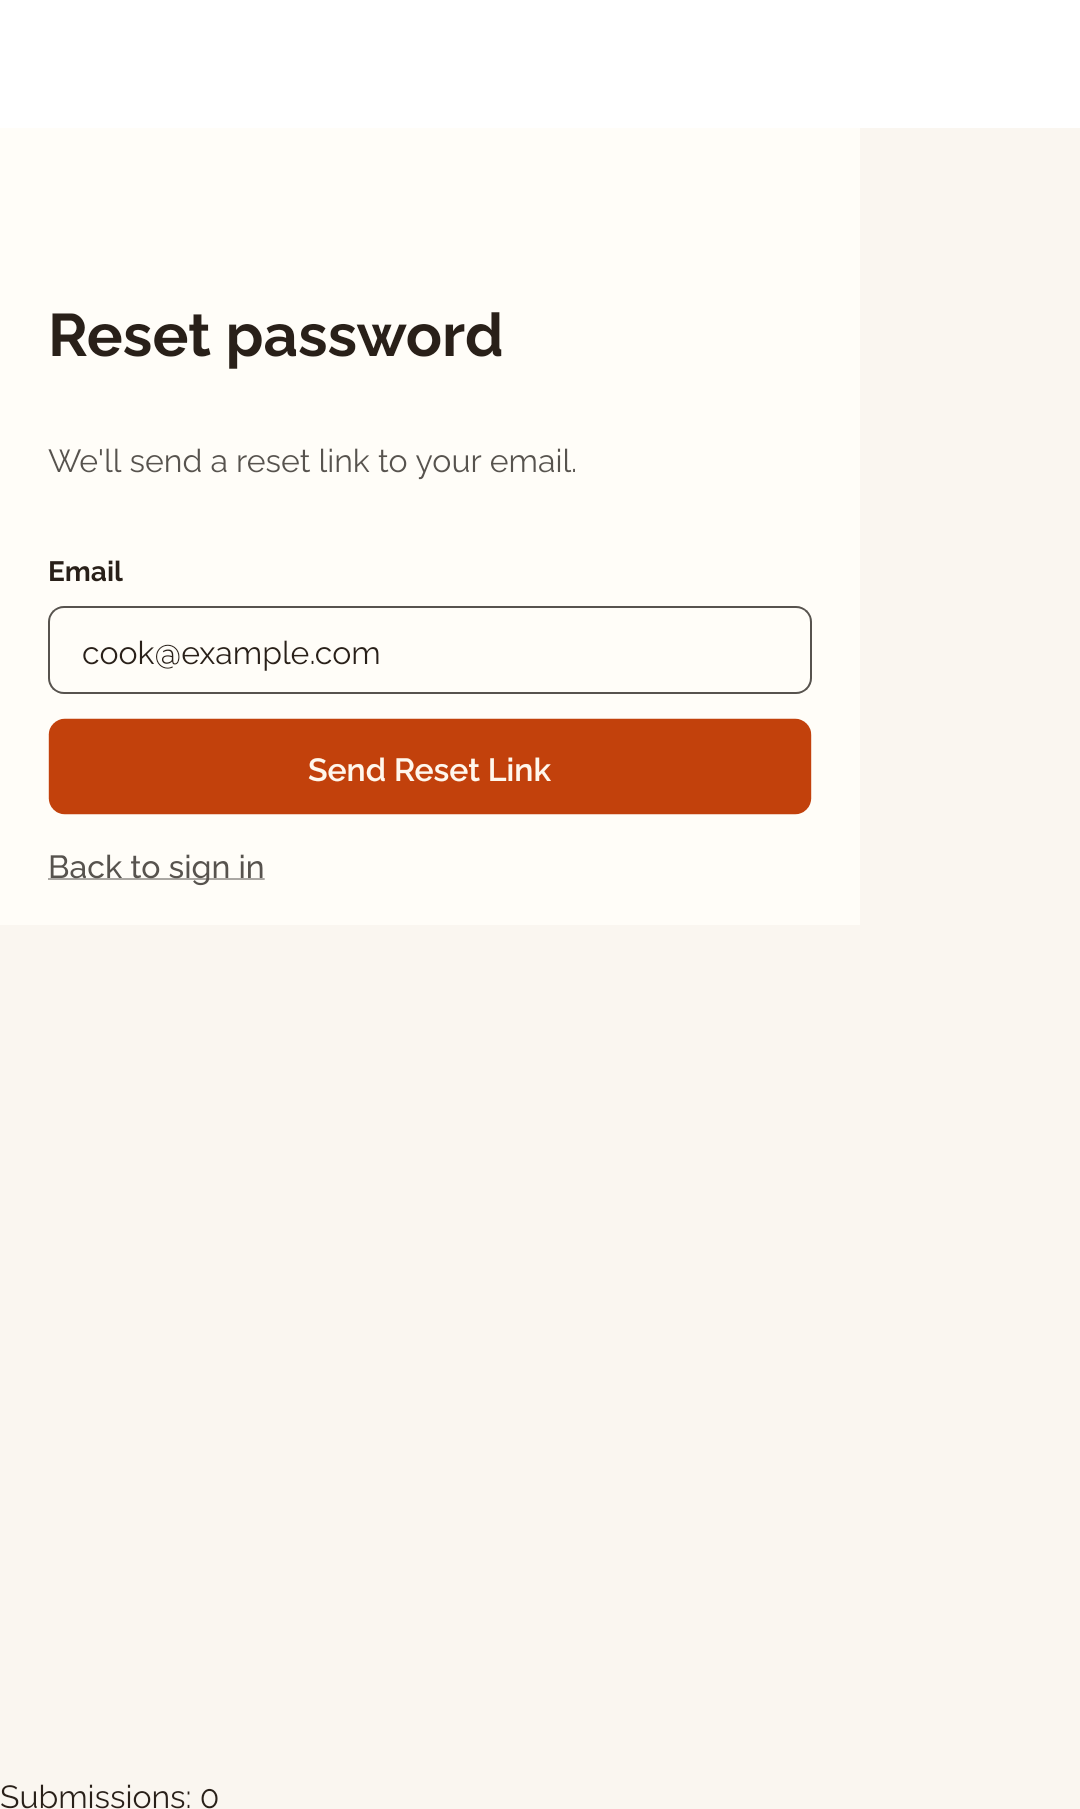 Reset password
We'll send a reset link to your email.
Email
cook@example.com
Send Reset Link
Back to sign in
Submissions: 0